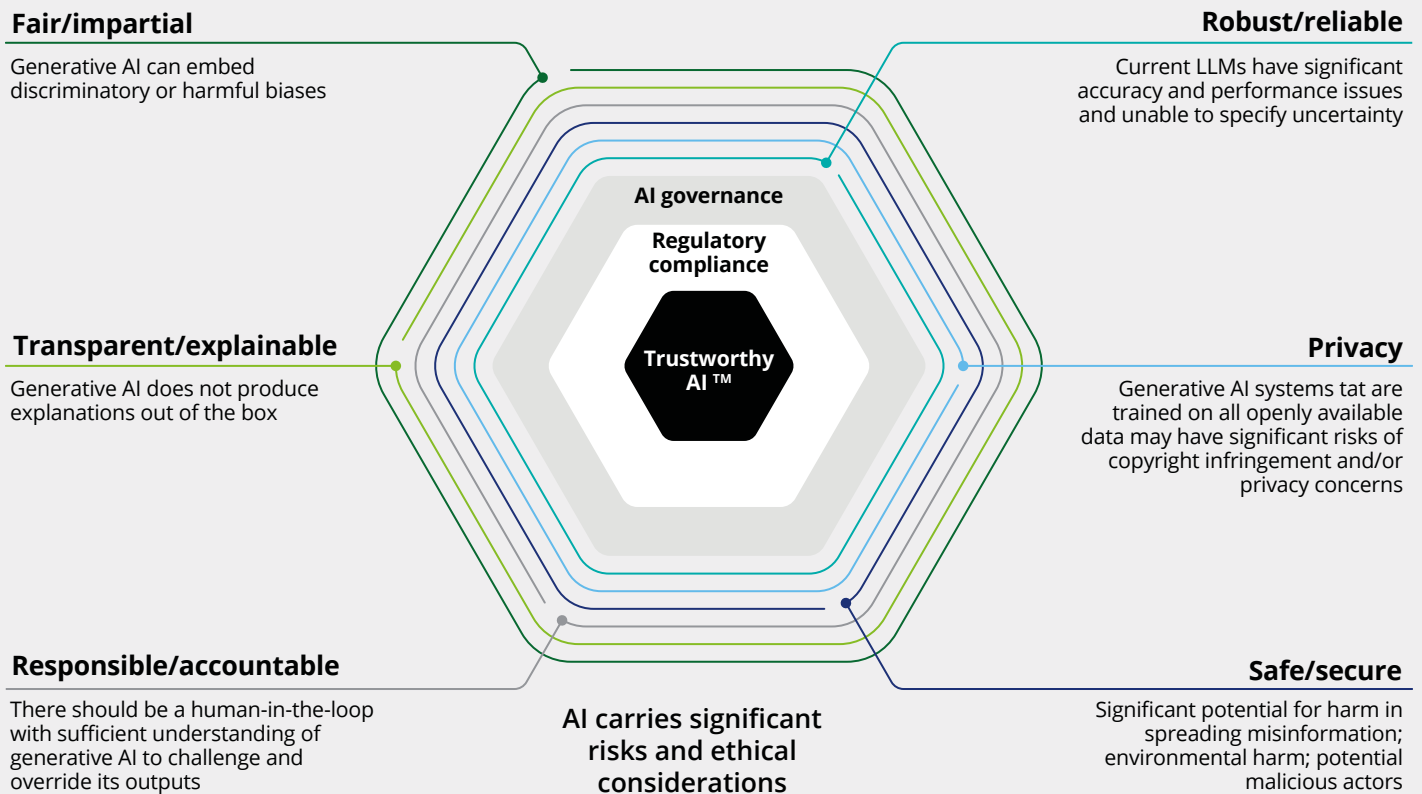 Fair/impartial
Generative AI can embed
discriminatory or harmful biases
Robust/reliable
Current LLMs have significant
accuracy and performance issues
and unable to specify uncertainty
AI governance
Regulatory
compliance
Trustworthy
AI ™
Transparent/explainable
Generative AI does not produce
explanations out of the box
Privacy
Generative AI systems tat are
trained on all openly available
data may have significant risks of
copyright infringement and/or
privacy concerns
Responsible/accountable
There should be a human-in-the-loop
with sufficient understanding of
generative AI to challenge and
override its outputs
AI carries significant
risks and ethical
considerations
Safe/secure
Significant potential for harm in
spreading misinformation;
environmental harm; potential
malicious actors